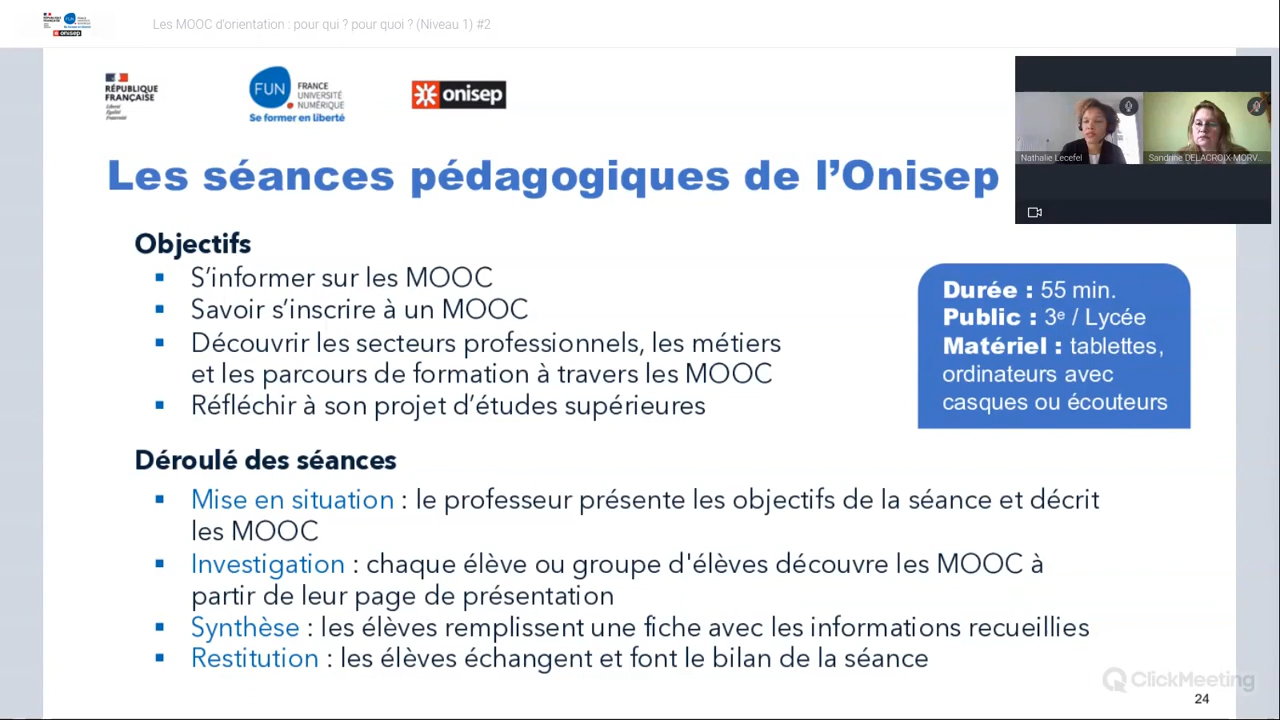 Les MOOC d'orientation : pour qui ? pour quoi ? (Niveau 1) #2
RÉPUBLIQUE
FRANÇAISE
Liberté
Égalité
Fraternité
FUN
FRANCE
UNIVERSITÉ
NUMÉRIQUE
Se former en liberté
onisep
Nathalie Lecefel
Sandrine DELACROIX-MORV...
Les séances pédagogiques de l’Onisep
Objectifs
▪ S’informer sur les MOOC
▪ Savoir s’inscrire à un MOOC
▪ Découvrir les secteurs professionnels, les métiers
et les parcours de formation à travers les MOOC
▪ Réfléchir à son projet d’études supérieures
Durée : 55 min.
Public : 3e / Lycée
Matériel : tablettes,
ordinateurs avec
casques ou écouteurs
Déroulé des séances
▪ Mise en situation : le professeur présente les objectifs de la séance et décrit
les MOOC
▪ Investigation : chaque élève ou groupe d'élèves découvre les MOOC à
partir de leur page de présentation
▪ Synthèse : les élèves remplissent une fiche avec les informations recueillies
▪ Restitution : les élèves échangent et font le bilan de la séance
ClickMeeting
24